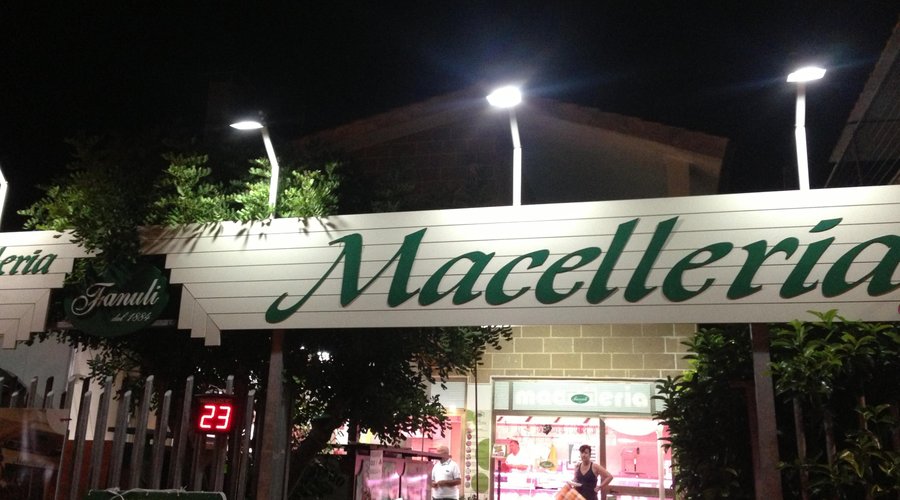 lleria
Macelleria
Fanuli
dal 1884
macelleria
23